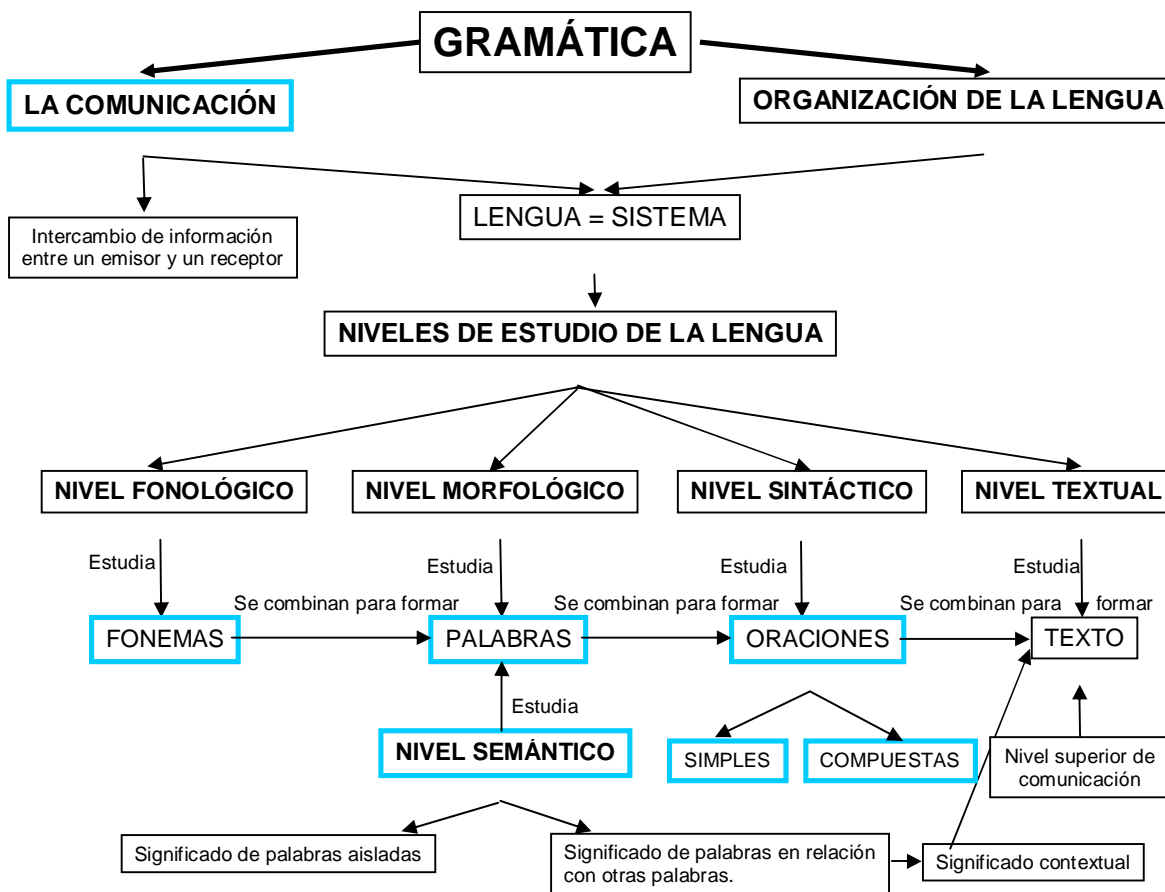 GRAMÁTICA
LA COMUNICACIÓN
ORGANIZACIÓN DE LA LENGUA
Intercambio de información
entre un emisor y un receptor
LENGUA = SISTEMA
NIVELES DE ESTUDIO DE LA LENGUA
NIVEL FONOLÓGICO
NIVEL MORFOLÓGICO
NIVEL SINTÁCTICO
NIVEL TEXTUAL
Estudia
Estudia
Estudia
Estudia
Se combinan para formar
Se combinan para formar
Se combinan para formar
FONEMAS
PALABRAS
ORACIONES
TEXTO
Estudia
NIVEL SEMÁNTICO
SIMPLES
COMPUESTAS
Nivel superior de
comunicación
Significado de palabras aisladas
Significado de palabras en relación
con otras palabras.
Significado contextual